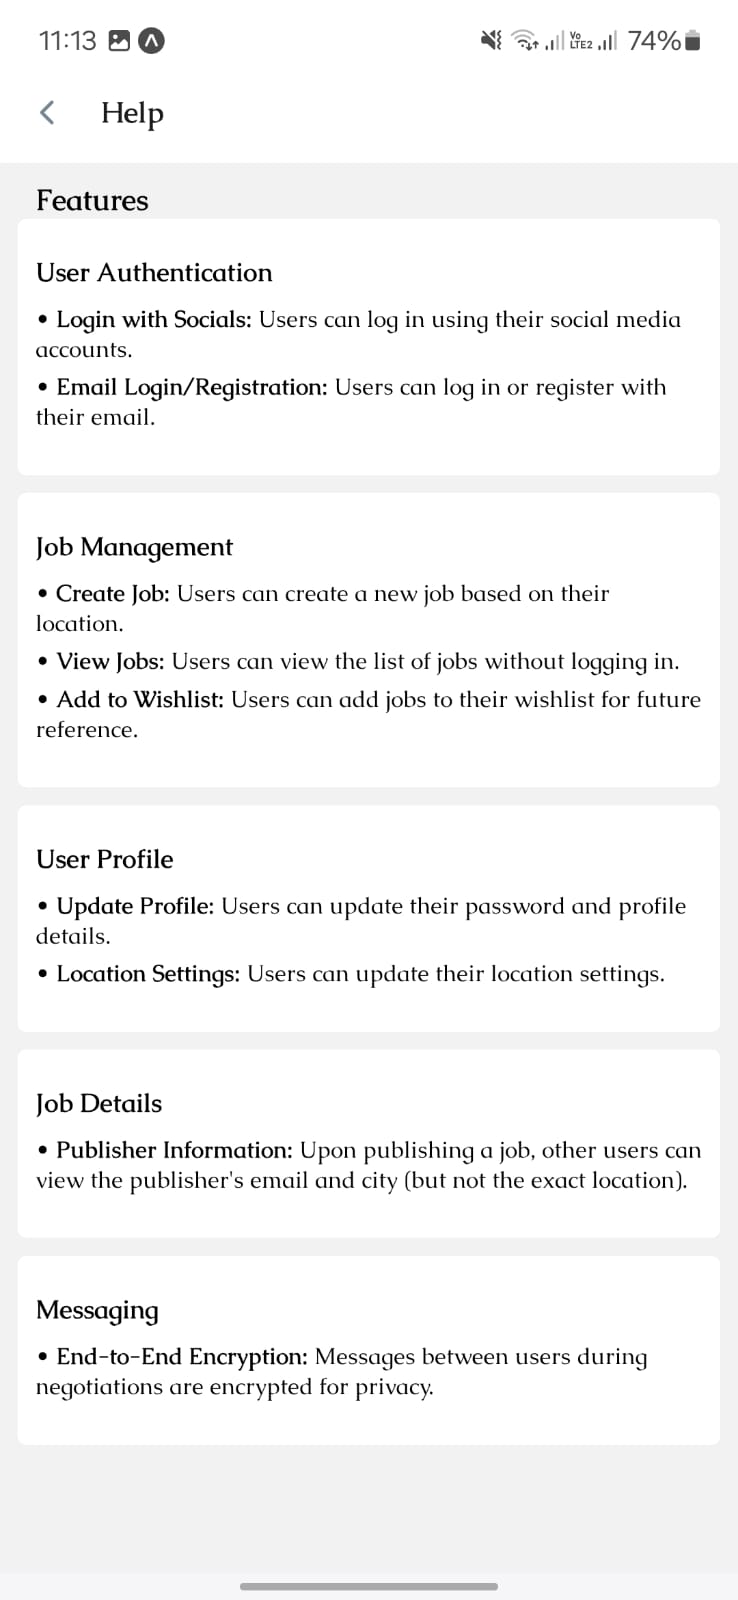 11:13
Vo
LTE2
74%
Help
Features
User Authentication
• Login with Socials: Users can log in using their social media
accounts.
• Email Login/Registration: Users can log in or register with
their email.
Job Management
• Create Job: Users can create a new job based on their
location.
• View Jobs: Users can view the list of jobs without logging in.
• Add to Wishlist: Users can add jobs to their wishlist for future
reference.
User Profile
• Update Profile: Users can update their password and profile
details.
• Location Settings: Users can update their location settings.
Job Details
• Publisher Information: Upon publishing a job, other users can
view the publisher's email and city (but not the exact location).
Messaging
• End-to-End Encryption: Messages between users during
negotiations are encrypted for privacy.